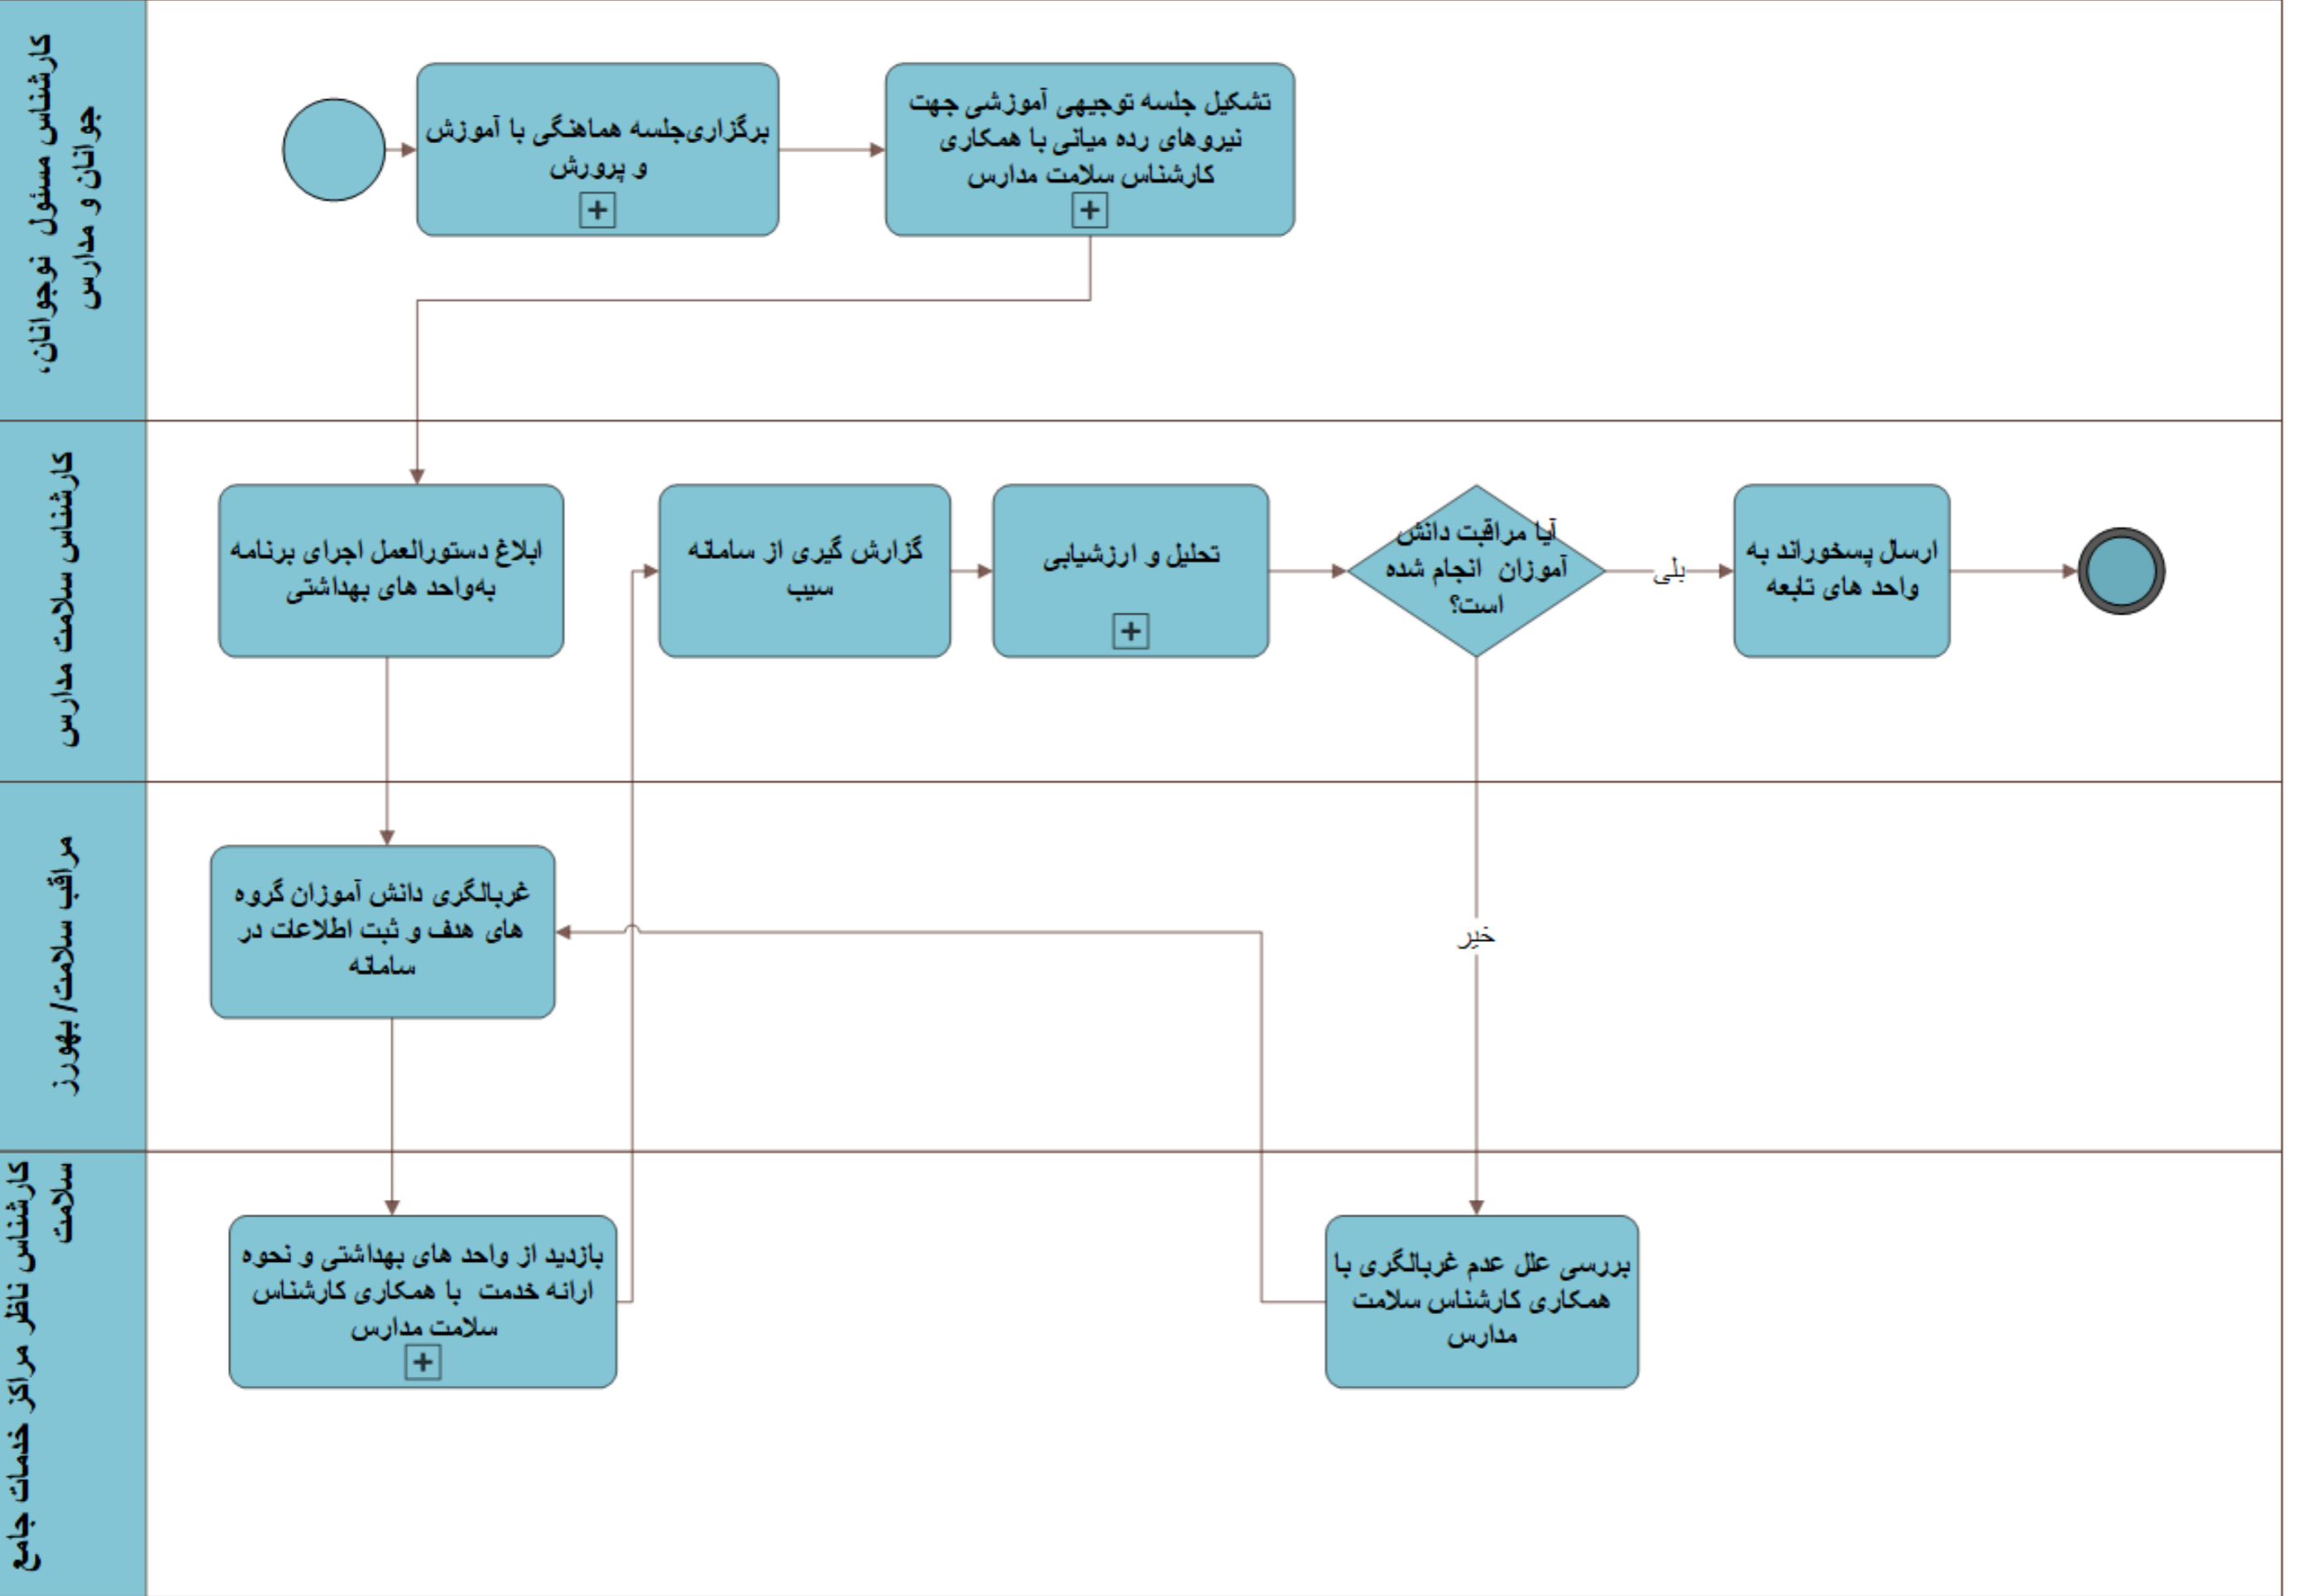 کارشناس مسئول نوجوانان،
جوانان و مدارس
برگزاری‌جلسه هماهنگی با آموزش
و پرورش
تشکیل جلسه توجیهی آموزشی جهت
نیروهای رده میانی با همکاری
کارشناس سلامت مدارس
کارشناس سلامت مدارس
ابلاغ دستورالعمل اجرای برنامه
به‌واحد های بهداشتی
گزارش گیری از سامانه
سیب
تحلیل و ارزشیابی
آیا مراقبت دانش
آموزان انجام شده
است؟
بلی
ارسال پسخوراند به
واحد های تابعه
مراقب سلامت/ بهورز
غربالگری دانش آموزان گروه
های هدف و ثبت اطلاعات در
سامانه
خیر
کارشناس ناظر مراکز خدمات جامع
سلامت
بازدید از واحد های بهداشتی و نحوه
ارائه خدمت با همکاری کارشناس
سلامت مدارس
بررسی علل عدم غربالگری با
همکاری کارشناس سلامت
مدارس